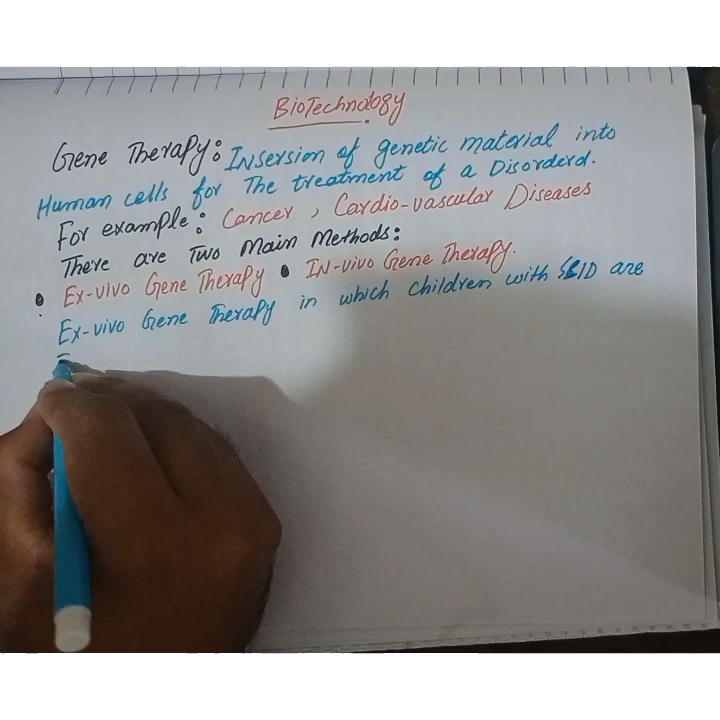 BioTechnology
Gene Therapy: Insersion of genetic material into
Human cells for The treatment of a Disorderd.
For example: Cancer, Cardio-vascular Diseases
There are Two Main Methods:
• Ex-vivo Gene Therapy • IN-vivo Gene Therapy.
Ex-vivo Gene Therapy in which children with SCID are